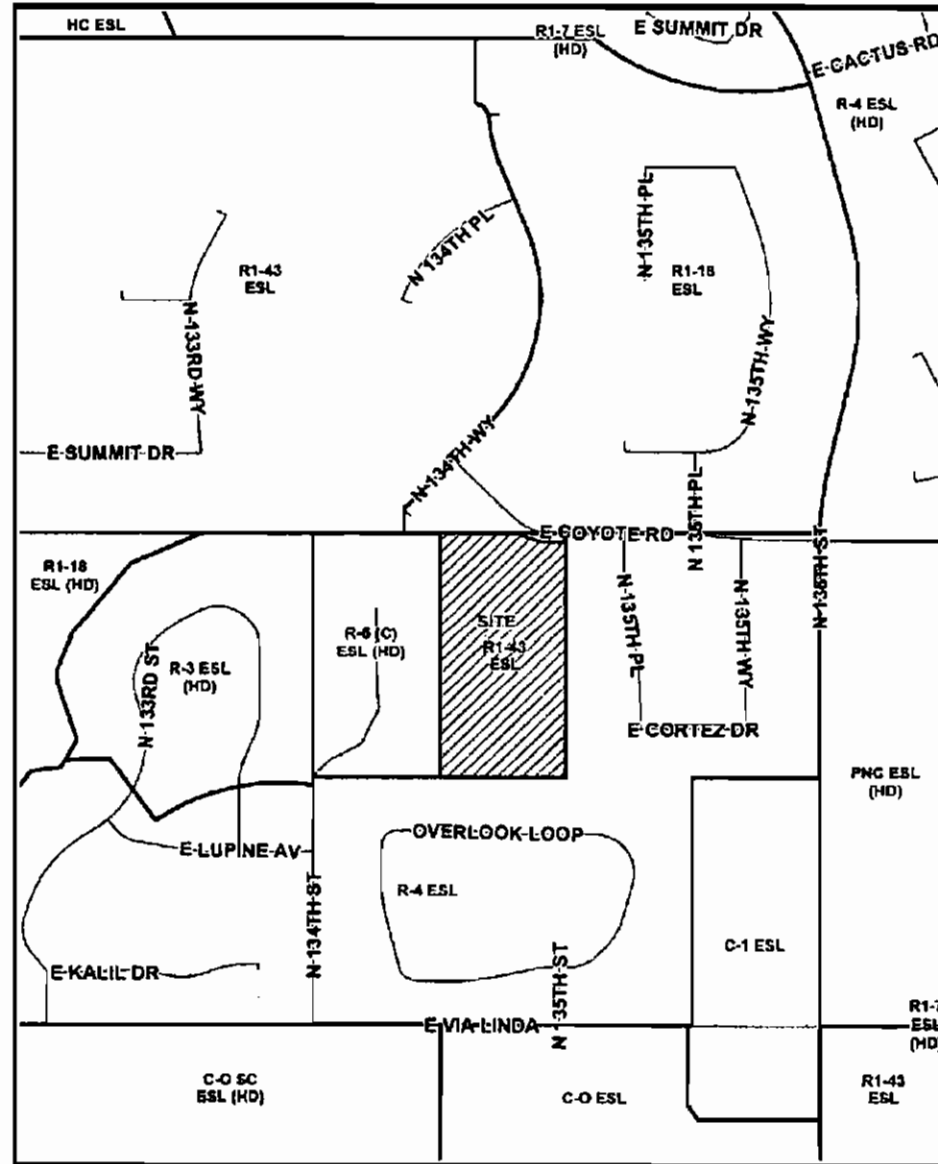 HC ESL
R1-7 ESL
(HD)
E SUMMIT DR
E CACTUS RD
R-4 ESL
(HD)
N 134TH PL
N 135TH PL
R1-43
ESL
R1-18
ESL
N 133RD WY
N 135TH WY
E SUMMIT DR
N 134TH WY
E COYOTE RD
N 135TH PL
N 136TH ST
R1-18
ESL (HD)
N 133RD ST
R-3 ESL
(HD)
R-5 (C)
ESL (HD)
SITE
R1-43
ESL
N 135TH PL
N 135TH WY
E CORTEZ DR
PNC ESL
(HD)
OVERLOOK LOOP
E LUPINE AV
R-4 ESL
N 134TH ST
C-1 ESL
E KALIL DR
N 135TH ST
E VIA LINDA
R1-7
ESL
(HD)
C-O SC
ESL (HD)
C-O ESL
R1-43
ESL